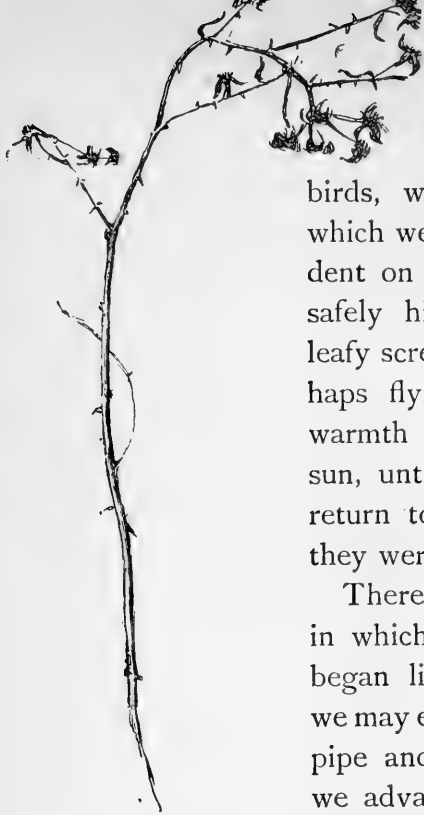 birds, w
which we
dent on
safely hi
leafy scre
haps fly
warmth
sun, unt
return to
they wer
There
in which
began li
we may e
pipe and
we adva